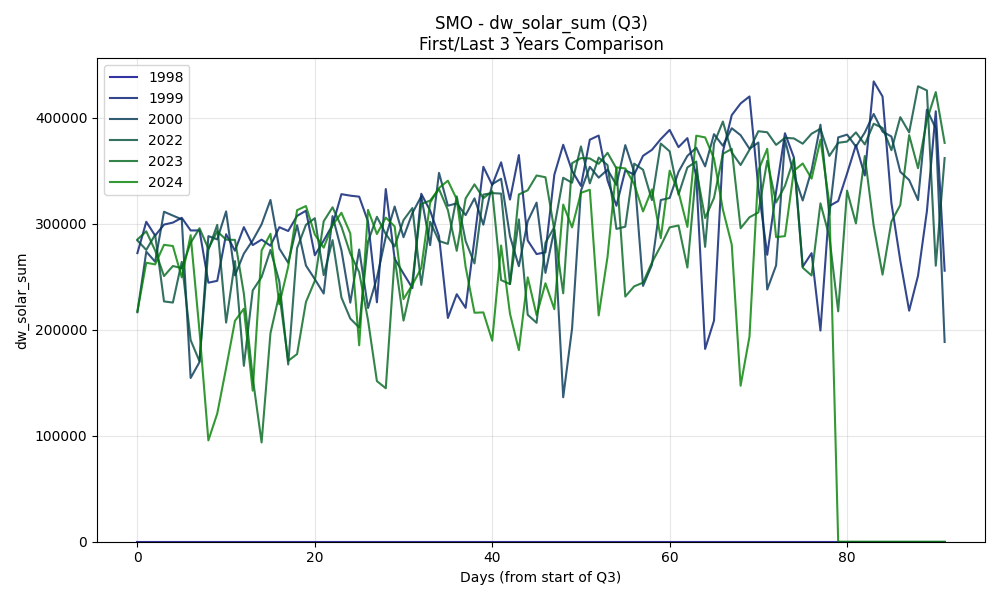 SMO - dw_solar_sum (Q3)
First/Last 3 Years Comparison
1998
1999
2000
2022
2023
2024
400000
300000
200000
100000
0
dw_solar_sum
0 20 40 60 80
Days (from start of Q3)